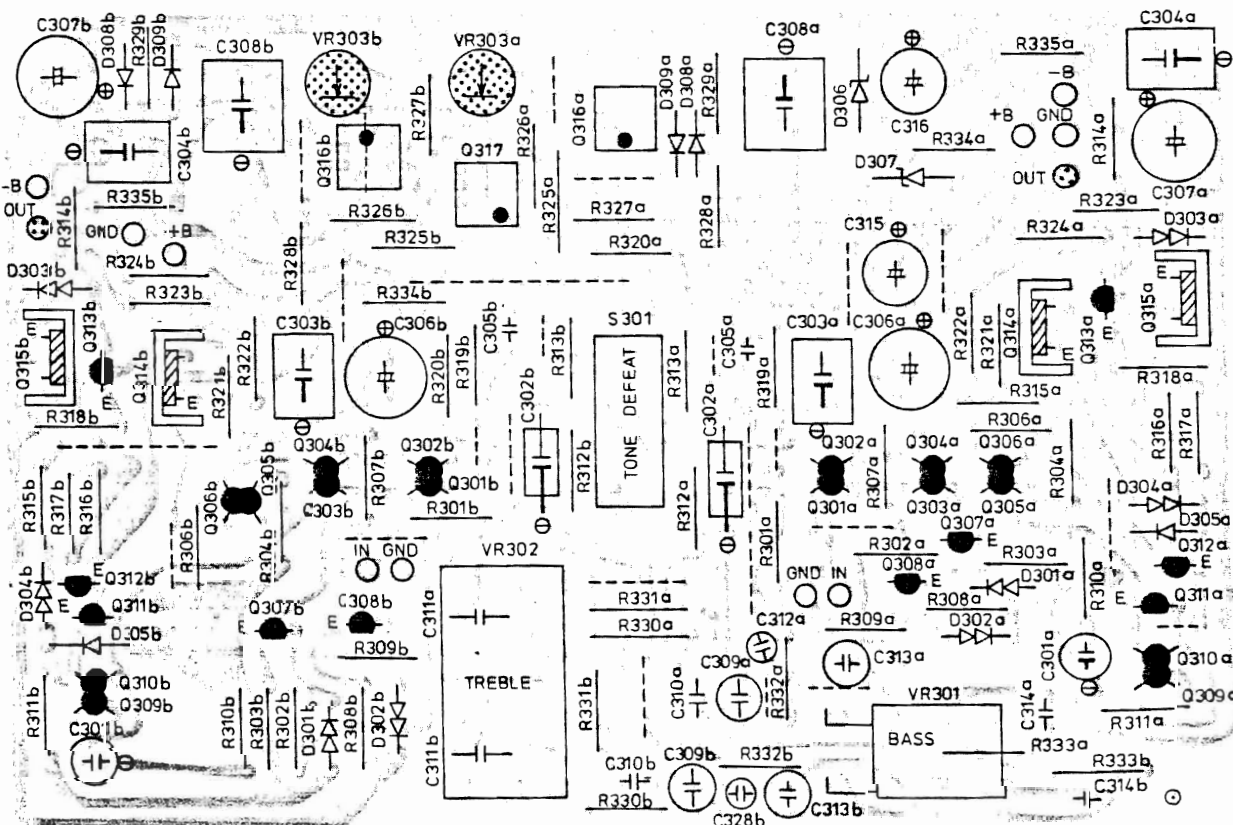 C307b
D308b
R329b
D309b
C308b
VR303b
VR303a
R327b
R326a
Q316a
D309a
D308a
R329a
C308a
D306
C316
R335a
-B
+B
GND
OUT
R314a
C304a
C307a
R334a
D307
R323a
D303a
R324a
C304b
-B
OUT
R314b
R335b
GND
+B
R324b
Q316b
Q317
R325a
R326b
R325b
R328b
R327a
R320a
R328a
C315
D303b
R323b
R334b
Q315b
E
Q313b
Q314b
E
R318b
R321b
R322b
C303b
C306b
R320b
R319b
C305b
R313b
S301
TONE DEFEAT
R313a
C305a
R319a
C303a
C306a
R322a
R321a
Q314a
E
Q313a
E
E
Q315a
R315a
R318a
R306a
R316a
R317a
C302b
C302a
R315b
R317b
R316b
Q306b
Q305b
Q304b
C303b
R307b
Q302b
Q301b
R301b
R312b
R312a
R301a
Q302a
Q301a
R307a
Q304a
Q303a
Q306a
Q305a
R304a
D304a
D305a
Q307a
E
R302a
Q308a
E
R303a
D301a
R308a
R310a
Q312a
E
Q311a
E
R306b
R304b
IN
GND
VR302
D304b
Q312b
E
Q311b
E
D305b
Q307b
E
C308b
E
R309b
C311a
TREBLE
C311b
R331a
R330a
GND
IN
C312a
R309a
C313a
D302a
C301a
Q310a
Q309a
R311a
Q310b
Q309b
R311b
C301b
R310b
R303b
R302b
D301b
R308b
D302b
R331b
C310a
C309a
R332a
VR301
BASS
C314a
R333a
R333b
C310b
R330b
C309b
R332b
C328b
C313b
C314b